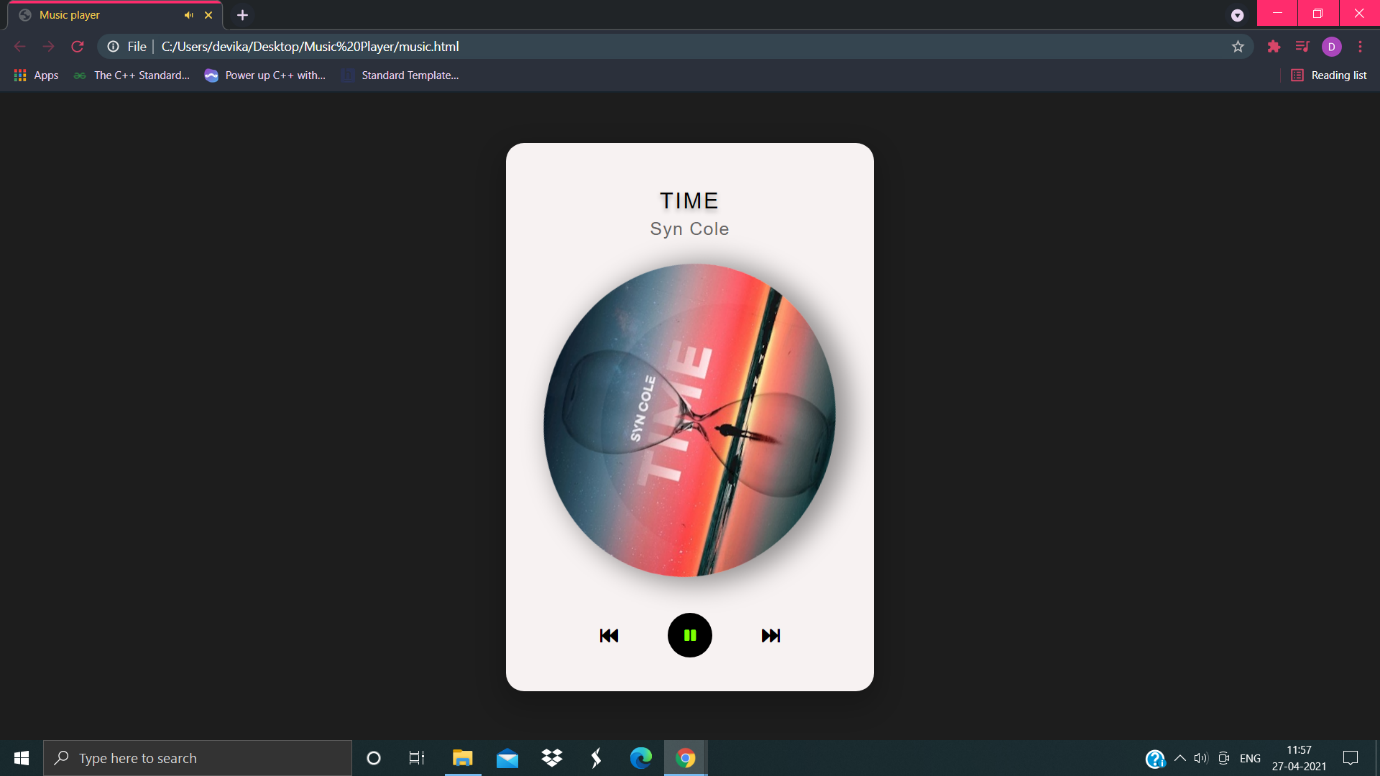 Music player
File | C:/Users/devika/Desktop/Music%20Player/music.html
D
Apps
The C++ Standard...
Power up C++ with...
Standard Template...
Reading list
TIME
Syn Cole
SYN COLE
TIME
Type here to search
ENG
11:57
27-04-2021